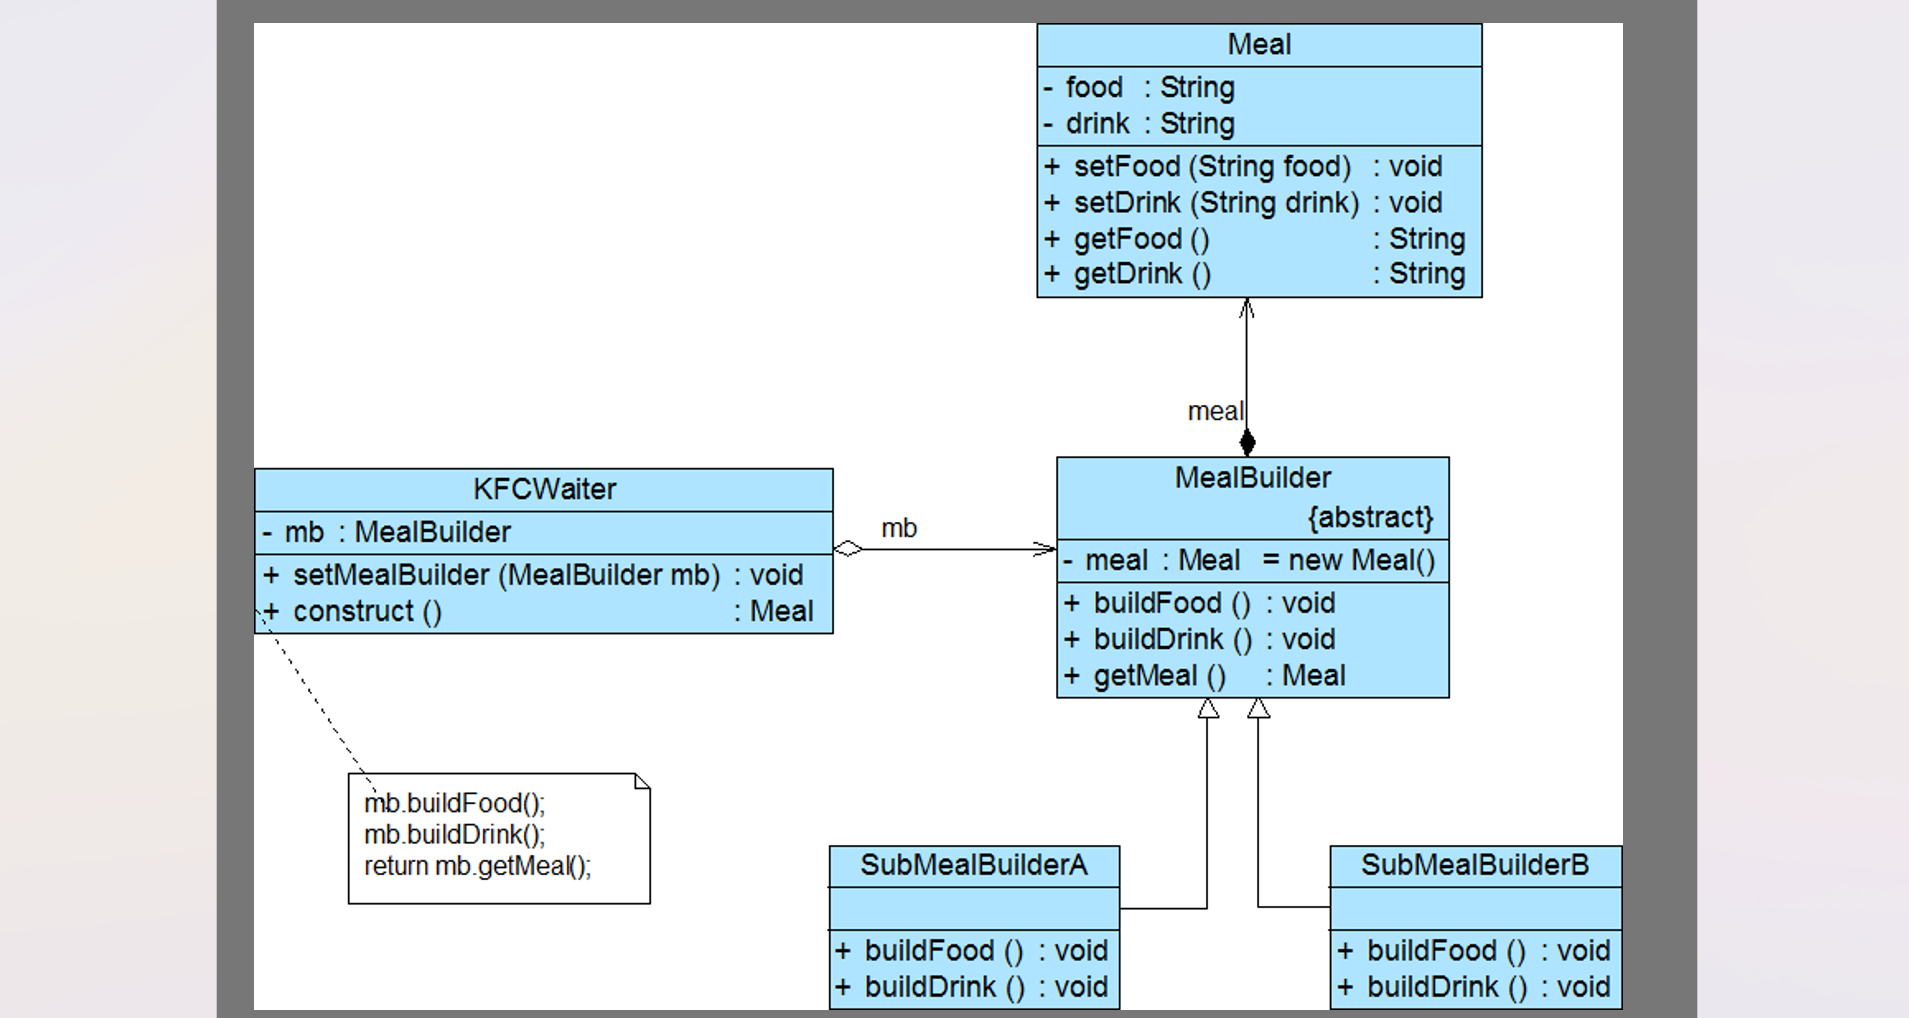 Meal
- food : String
- drink : String
+ setFood (String food) : void
+ setDrink (String drink) : void
+ getFood () : String
+ getDrink () : String
meal
KFCWaiter
- mb : MealBuilder
+ setMealBuilder (MealBuilder mb) : void
+ construct () : Meal
mb
MealBuilder
{abstract}
- meal : Meal = new Meal()
+ buildFood () : void
+ buildDrink () : void
+ getMeal () : Meal
mb.buildFood();
mb.buildDrink();
return mb.getMeal();
SubMealBuilderA
+ buildFood () : void
+ buildDrink () : void
SubMealBuilderB
+ buildFood () : void
+ buildDrink () : void